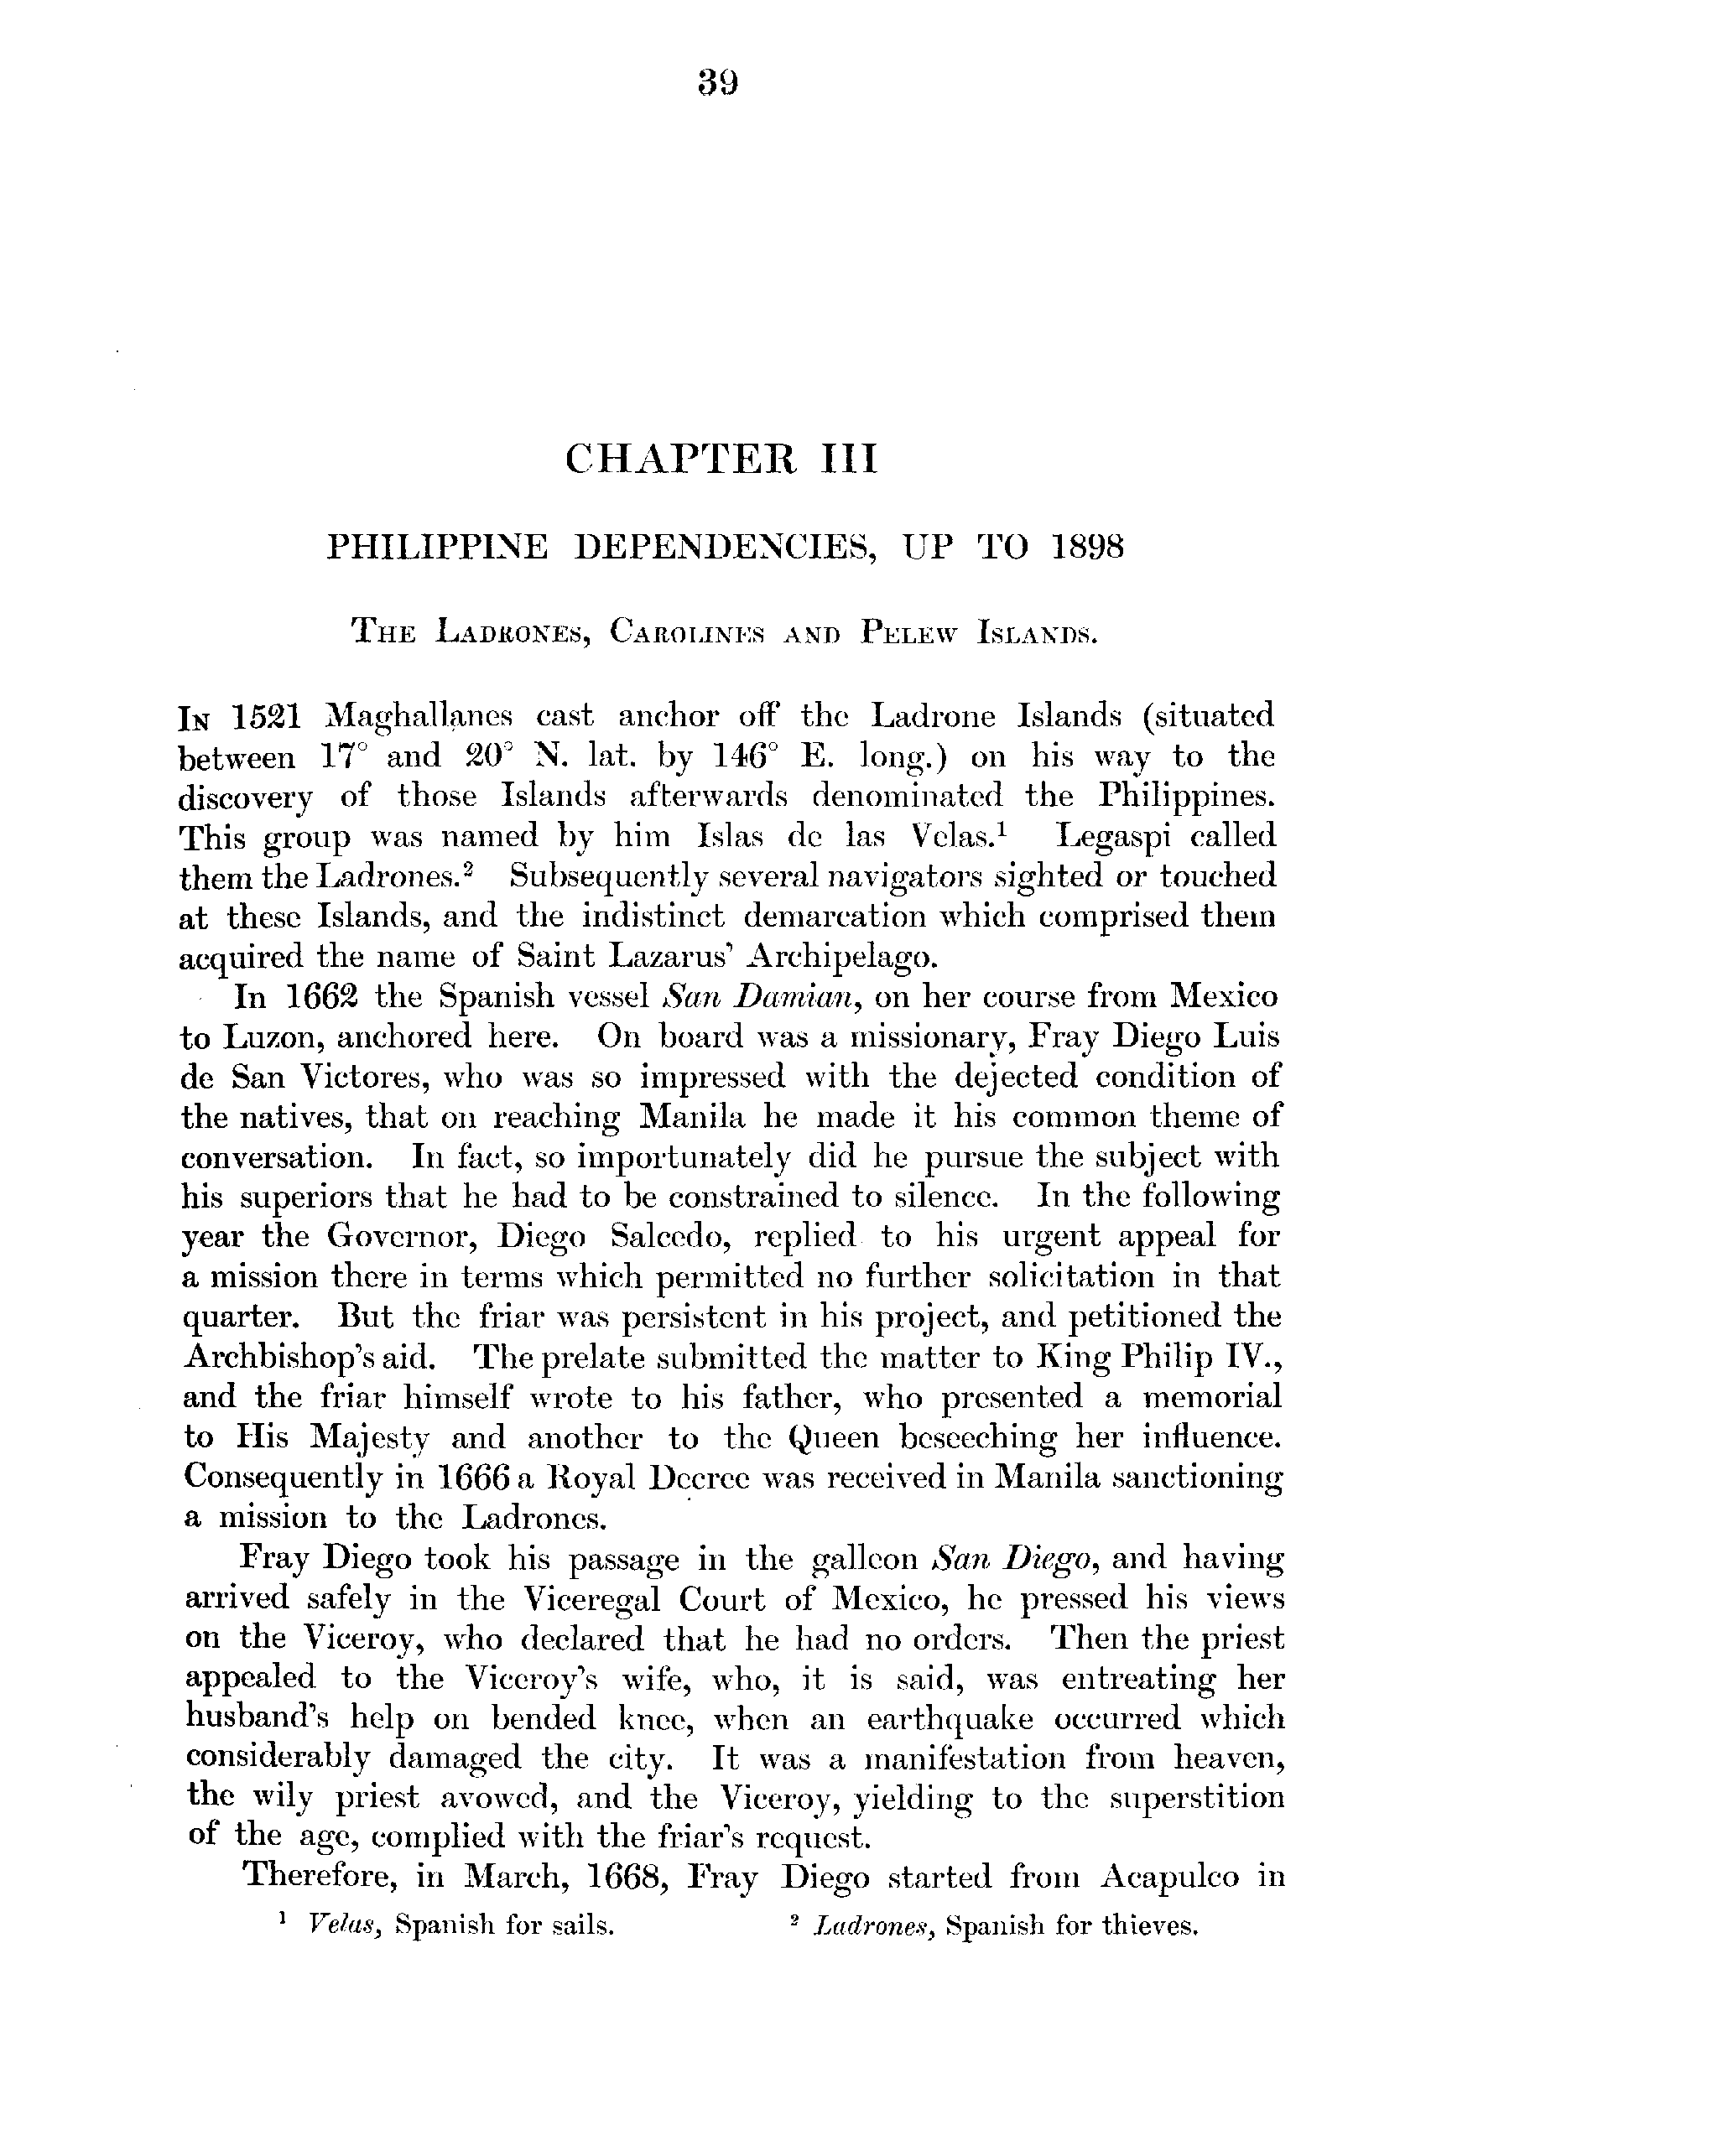 39
CHAPTER III
PHILIPPINE DEPENDENCIES, UP TO 1898
The Ladrones, Carolines and Pelew Islands.
In 1521 Maghallanes cast anchor off the Ladrone Islands (situated
between 17° and 20° N. lat. by 146° E. long.) on his way to the
discovery of those Islands afterwards denominated the Philippines.
This group was named by him Islas de las Velas.¹ Legaspi called
them the Ladrones.² Subsequently several navigators sighted or touched
at these Islands, and the indistinct demarcation which comprised them
acquired the name of Saint Lazarus' Archipelago.
In 1662 the Spanish vessel San Damian, on her course from Mexico
to Luzon, anchored here. On board was a missionary, Fray Diego Luis
de San Victores, who was so impressed with the dejected condition of
the natives, that on reaching Manila he made it his common theme of
conversation. In fact, so importunately did he pursue the subject with
his superiors that he had to be constrained to silence. In the following
year the Governor, Diego Salcedo, replied to his urgent appeal for
a mission there in terms which permitted no further solicitation in that
quarter. But the friar was persistent in his project, and petitioned the
Archbishop's aid. The prelate submitted the matter to King Philip IV.,
and the friar himself wrote to his father, who presented a memorial
to His Majesty and another to the Queen beseeching her influence.
Consequently in 1666 a Royal Decree was received in Manila sanctioning
a mission to the Ladrones.
Fray Diego took his passage in the galleon San Diego, and having
arrived safely in the Viceregal Court of Mexico, he pressed his views
on the Viceroy, who declared that he had no orders. Then the priest
appealed to the Viceroy's wife, who, it is said, was entreating her
husband's help on bended knee, when an earthquake occurred which
considerably damaged the city. It was a manifestation from heaven,
the wily priest avowed, and the Viceroy, yielding to the superstition
of the age, complied with the friar's request.
Therefore, in March, 1668, Fray Diego started from Acapulco in
¹ Velas, Spanish for sails. ² Ladrones, Spanish for thieves.